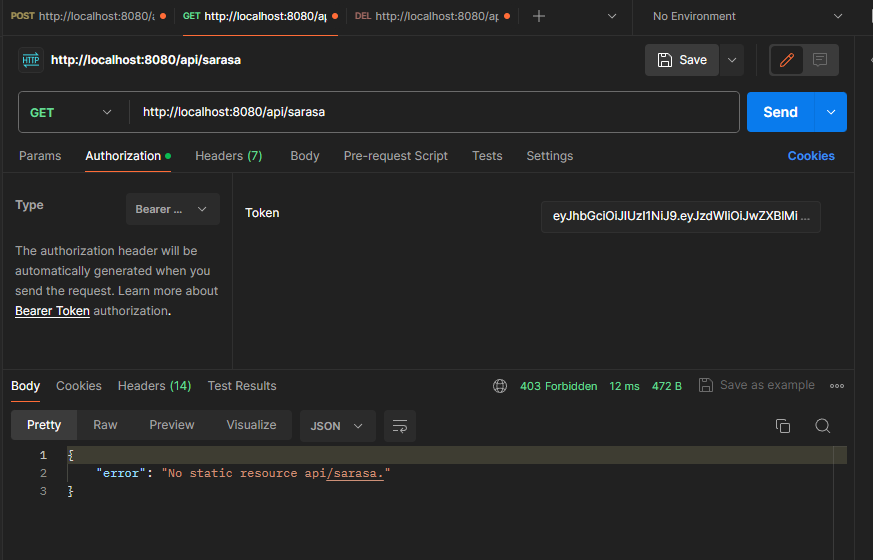 POST http://localhost:8080/a
GET http://localhost:8080/ap
DEL http://localhost:8080/ap
No Environment
HTTP http://localhost:8080/api/sarasa
Save
GET http://localhost:8080/api/sarasa Send
Params Authorization Headers (7) Body Pre-request Script Tests Settings Cookies
Type Bearer ...
Token eyJhbGciOiJIUzI1NiJ9.eyJzdWIiOiJwZXBlMi ...
The authorization header will be
automatically generated when you
send the request. Learn more about
Bearer Token authorization.
Body Cookies Headers (14) Test Results 403 Forbidden 12 ms 472 B Save as example
Pretty Raw Preview Visualize JSON
1 {
2 "error": "No static resource api/sarasa."
3 }